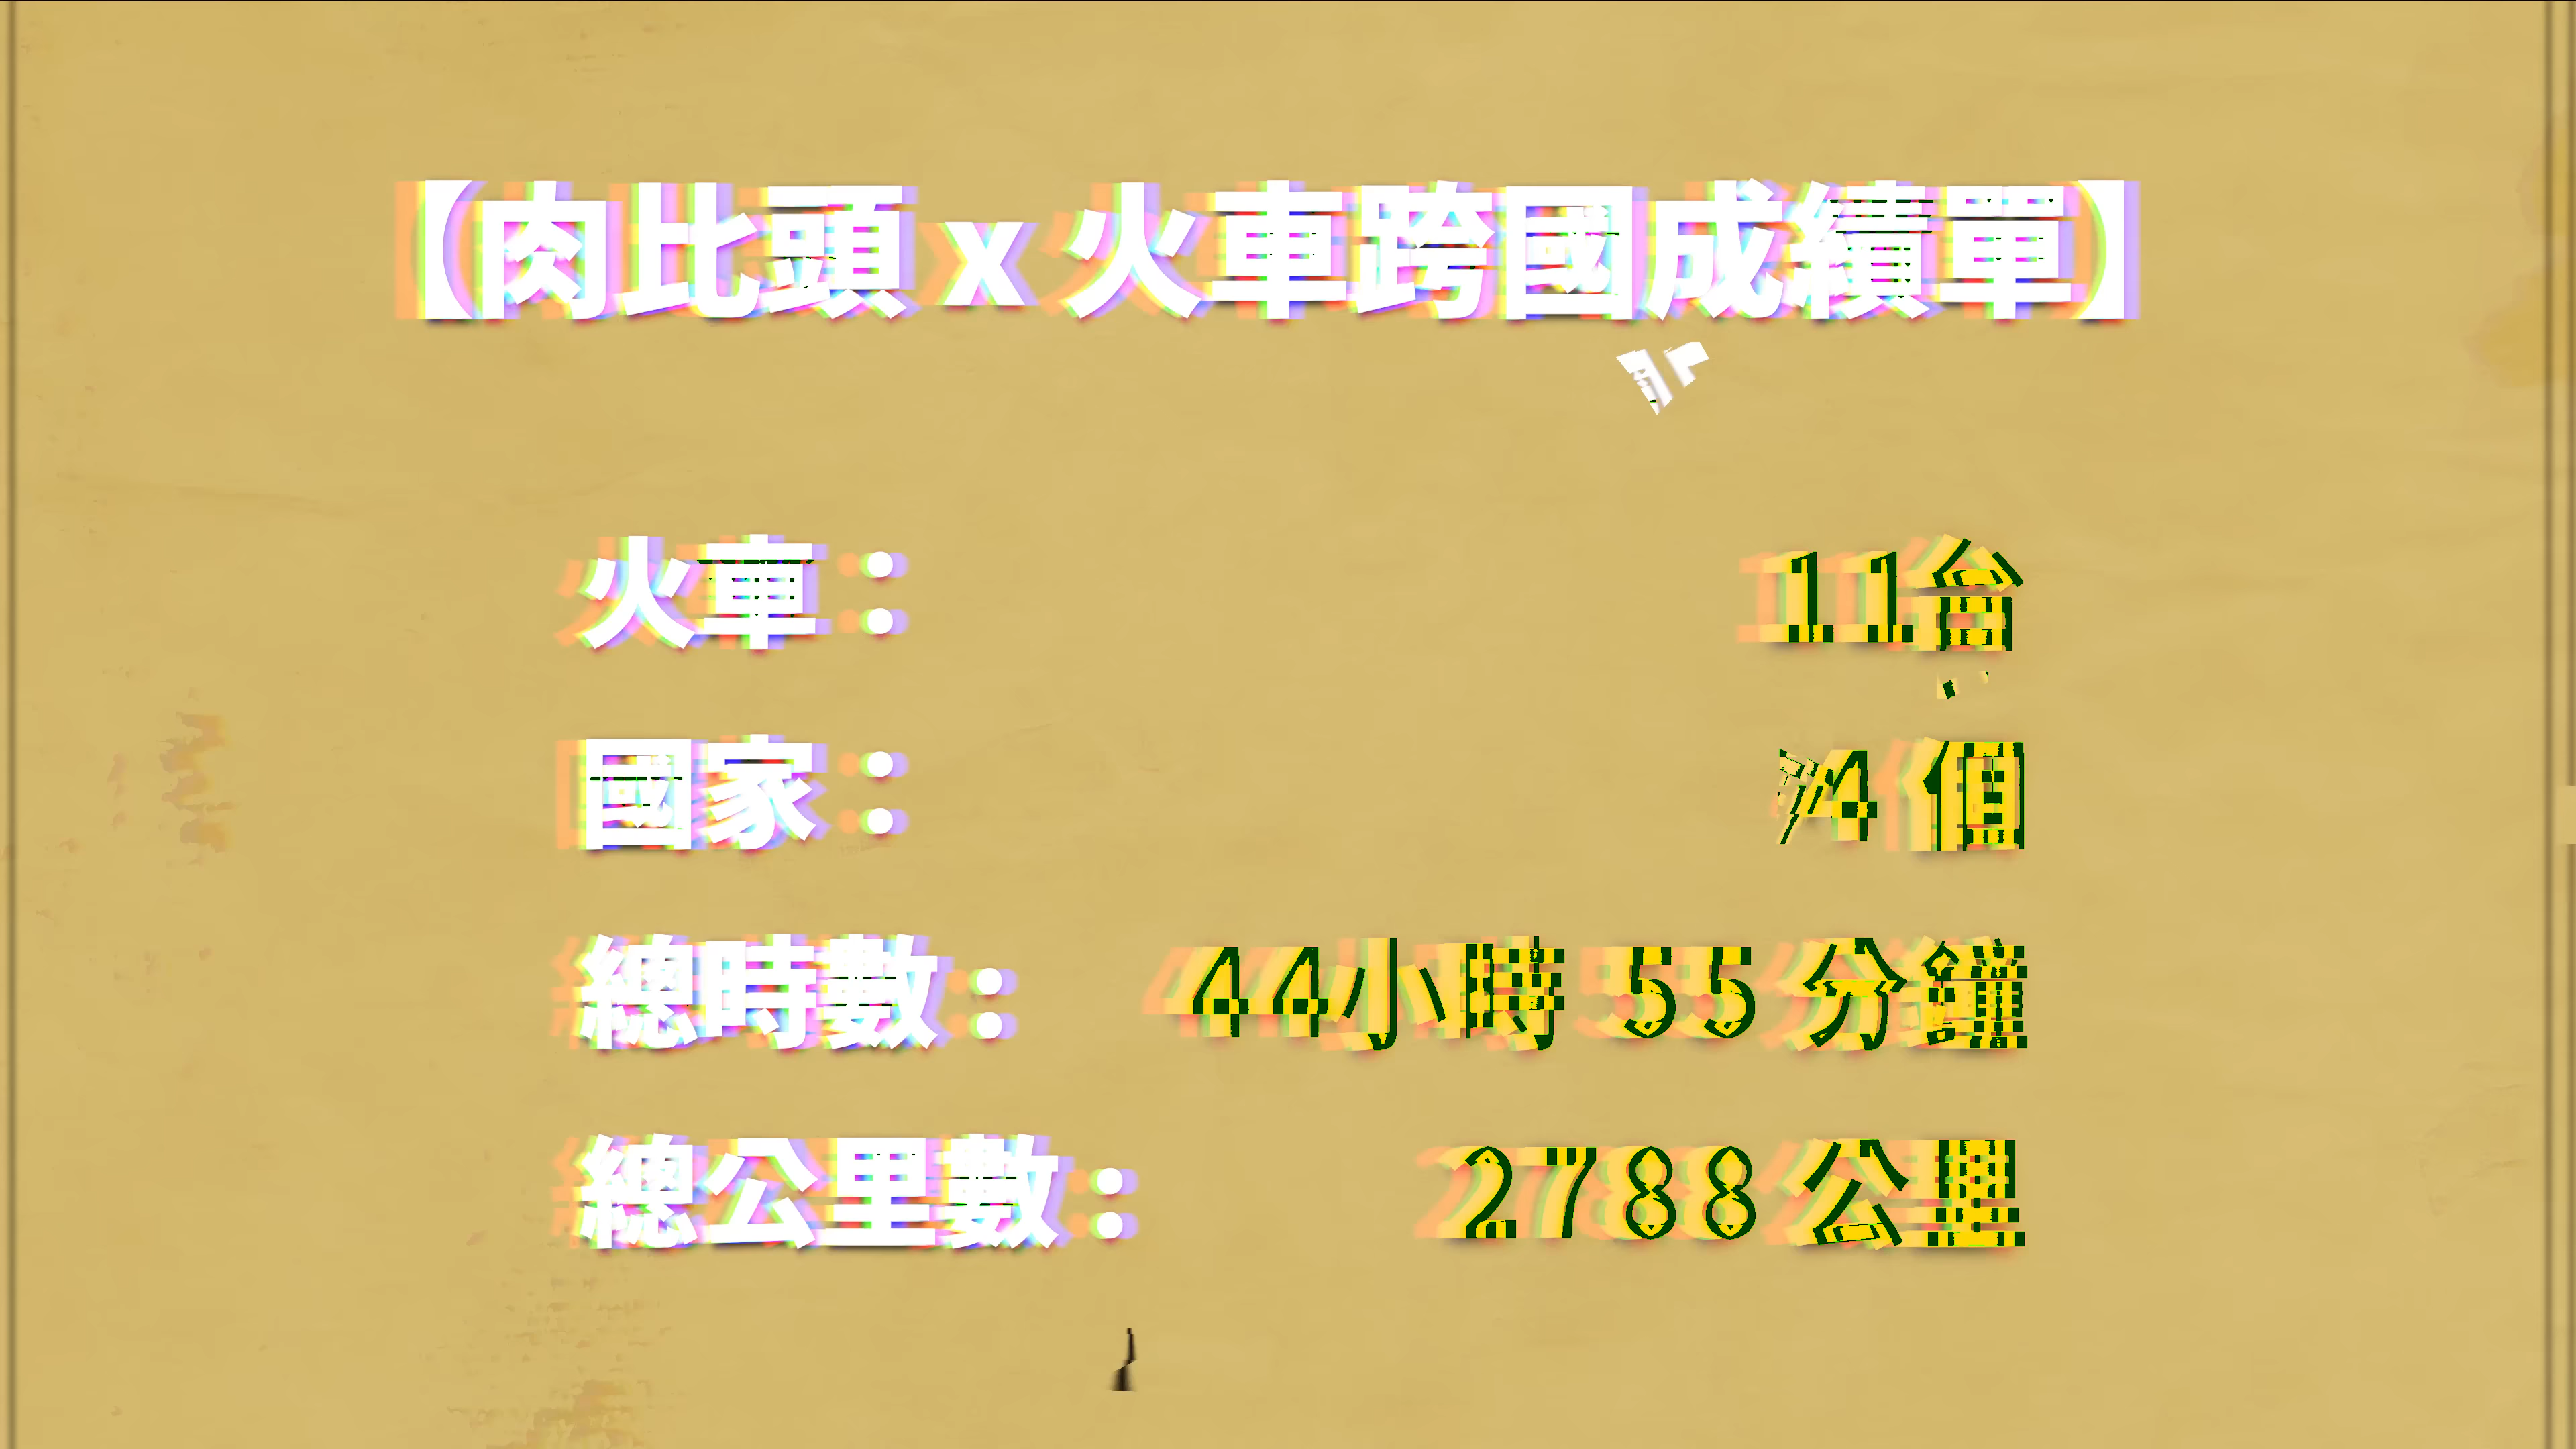 【肉比頭 x 火車跨國成績單】
火車： 11台
國家： 4 個
總時數： 44小時 55 分鐘
總公里數： 2788 公里